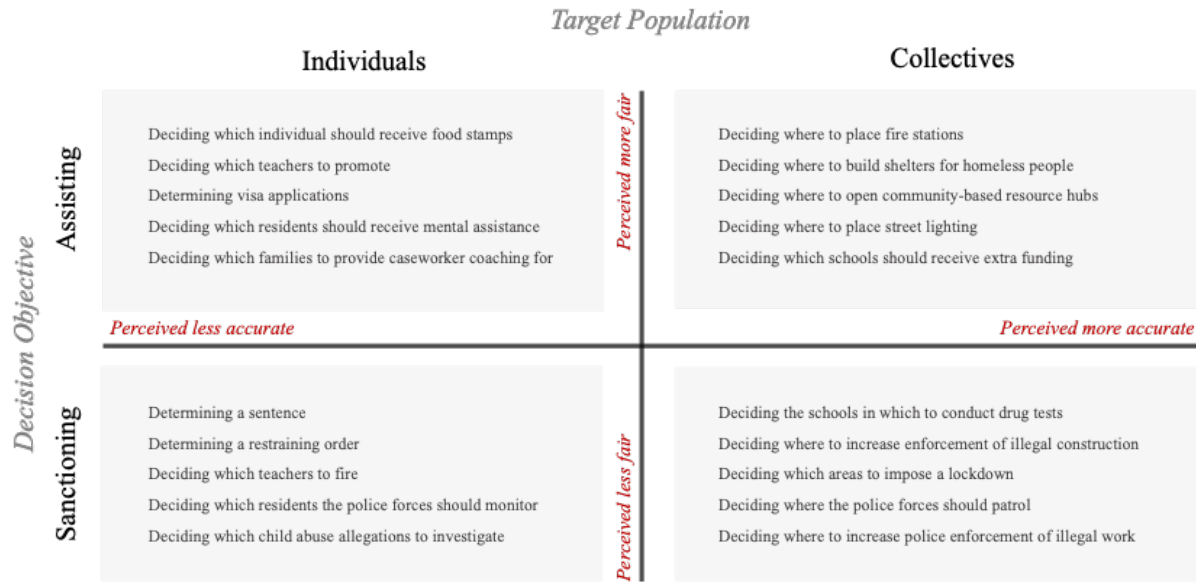 Target Population
Individuals
Collectives
Decision Objective
Assisting
Deciding which individual should receive food stamps
Deciding which teachers to promote
Determining visa applications
Deciding which residents should receive mental assistance
Deciding which families to provide caseworker coaching for
Perceived more fair
Deciding where to place fire stations
Deciding where to build shelters for homeless people
Deciding where to open community-based resource hubs
Deciding where to place street lighting
Deciding which schools should receive extra funding
Perceived less accurate
Perceived more accurate
Sanctioning
Determining a sentence
Determining a restraining order
Deciding which teachers to fire
Deciding which residents the police forces should monitor
Deciding which child abuse allegations to investigate
Perceived less fair
Deciding the schools in which to conduct drug tests
Deciding where to increase enforcement of illegal construction
Deciding which areas to impose a lockdown
Deciding where the police forces should patrol
Deciding where to increase police enforcement of illegal work